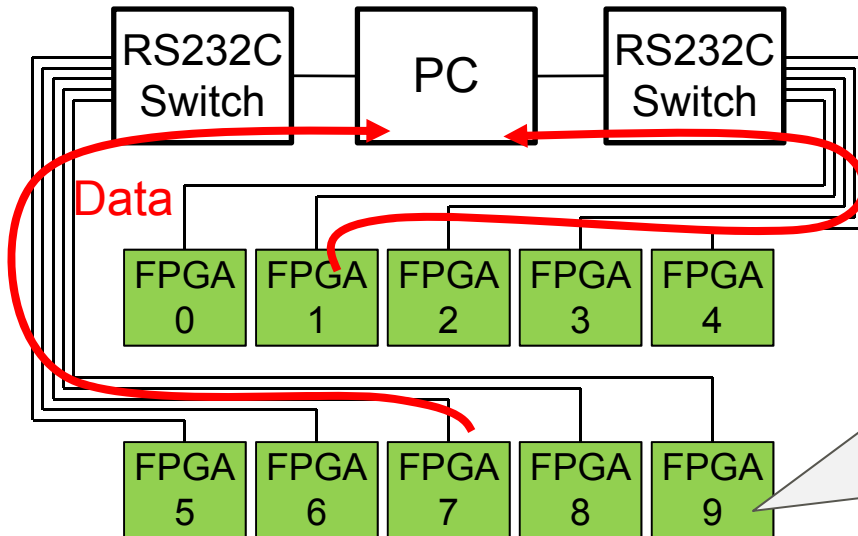 RS232C
Switch
PC
RS232C
Switch
Data
FPGA
0
FPGA
1
FPGA
2
FPGA
3
FPGA
4
FPGA
5
FPGA
6
FPGA
7
FPGA
8
FPGA
9